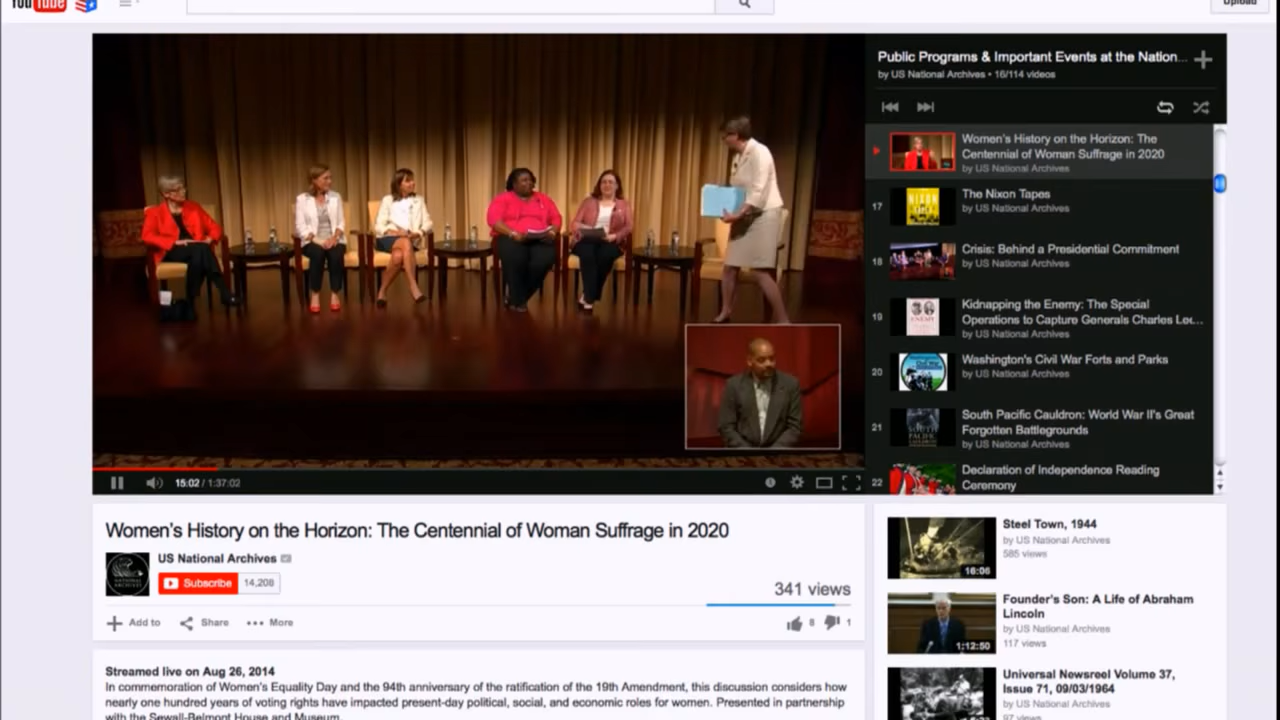 YouTube
Upload
Public Programs & Important Events at the Nation...
by US National Archives • 16/114 videos
Women's History on the Horizon: The
Centennial of Woman Suffrage in 2020
by US National Archives
17
The Nixon Tapes
by US National Archives
18
Crisis: Behind a Presidential Commitment
by US National Archives
19
Kidnapping the Enemy: The Special
Operations to Capture Generals Charles Lee...
by US National Archives
20
Washington's Civil War Forts and Parks
by US National Archives
21
South Pacific Cauldron: World War II's Great
Forgotten Battlegrounds
by US National Archives
22
Declaration of Independence Reading
Ceremony
15:02 / 1:37:02
Women's History on the Horizon: The Centennial of Woman Suffrage in 2020
US National Archives
Subscribe 14,208
341 views
Add to Share More
8 1
Streamed live on Aug 26, 2014
In commemoration of Women's Equality Day and the 94th anniversary of the ratification of the 19th Amendment, this discussion considers how
nearly one hundred years of voting rights have impacted present-day political, social, and economic roles for women. Presented in partnership
with the Sewall-Belmont House and Museum.
Steel Town, 1944
by US National Archives
585 views
16:06
Founder's Son: A Life of Abraham
Lincoln
by US National Archives
117 views
1:12:50
Universal Newsreel Volume 37,
Issue 71, 09/03/1964
by US National Archives
97 views